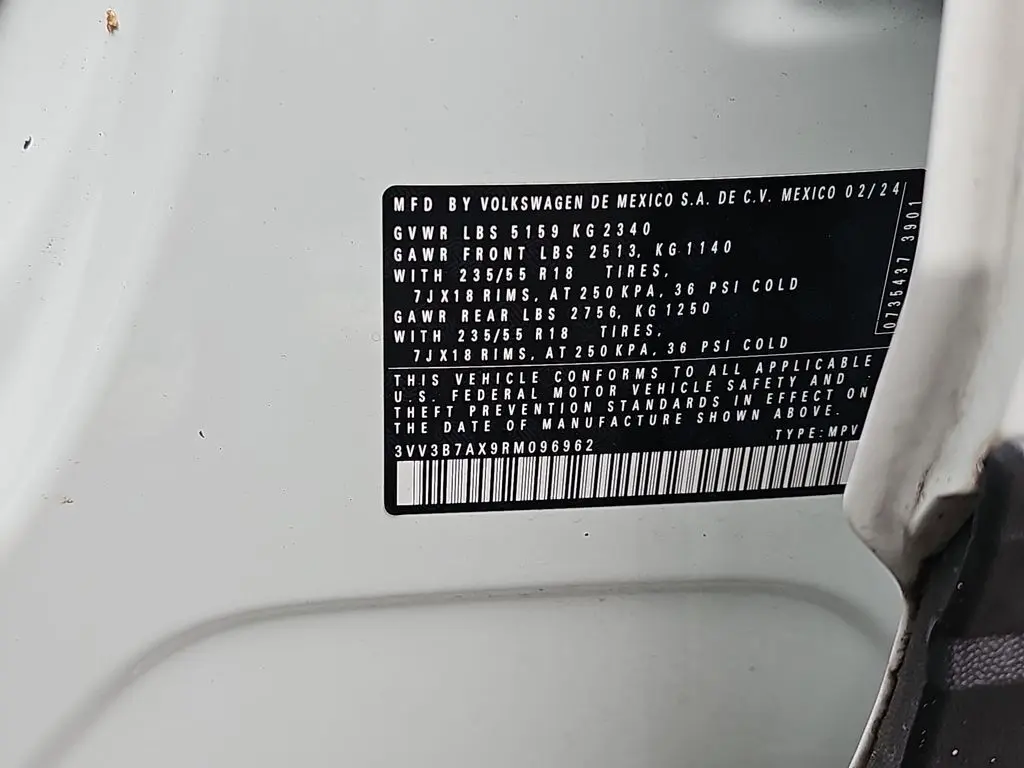 MFD BY VOLKSWAGEN DE MEXICO S.A. DE C.V. MEXICO 02/24
GVWR LBS 5159 KG 2340
GAWR FRONT LBS 2513, KG 1140
WITH 235/55 R18 TIRES,
7JX18 RIMS, AT 250 KPA, 36 PSI COLD
GAWR REAR LBS 2756, KG 1250
WITH 235/55 R18 TIRES,
7JX18 RIMS, AT 250 KPA, 36 PSI COLD
THIS VEHICLE CONFORMS TO ALL APPLICABLE
U.S. FEDERAL MOTOR VEHICLE SAFETY AND
THEFT PREVENTION STANDARDS IN EFFECT ON
THE DATE OF MANUFACTURE SHOWN ABOVE.
3VV3B7AX9RM096962 TYPE: MPV
0735437 3901